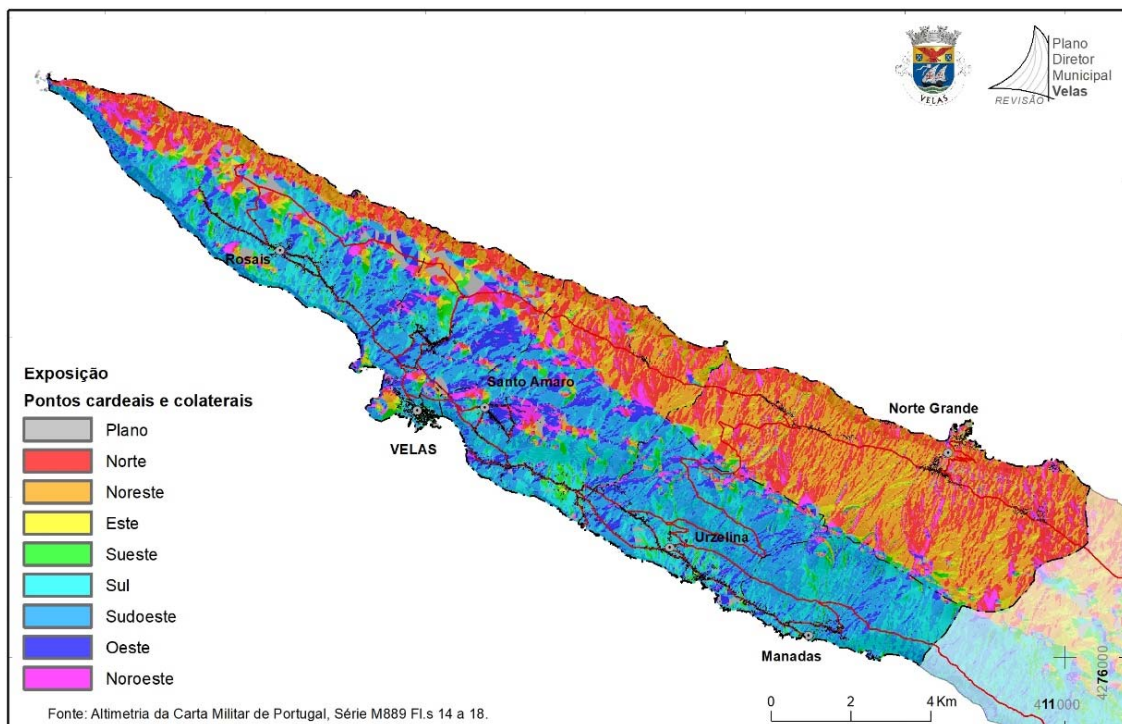 VELAS
Plano
Diretor
Municipal
Velas
REVISÃO
Rosais
Santo Amaro
VELAS
Norte Grande
Urzelina
Manadas
Exposição
Pontos cardeais e colaterais
Plano
Norte
Noreste
Este
Sueste
Sul
Sudoeste
Oeste
Noroeste
0 2 4 Km
411000
4276000
Fonte: Altimetria da Carta Militar de Portugal, Série M889 Fl.s 14 a 18.